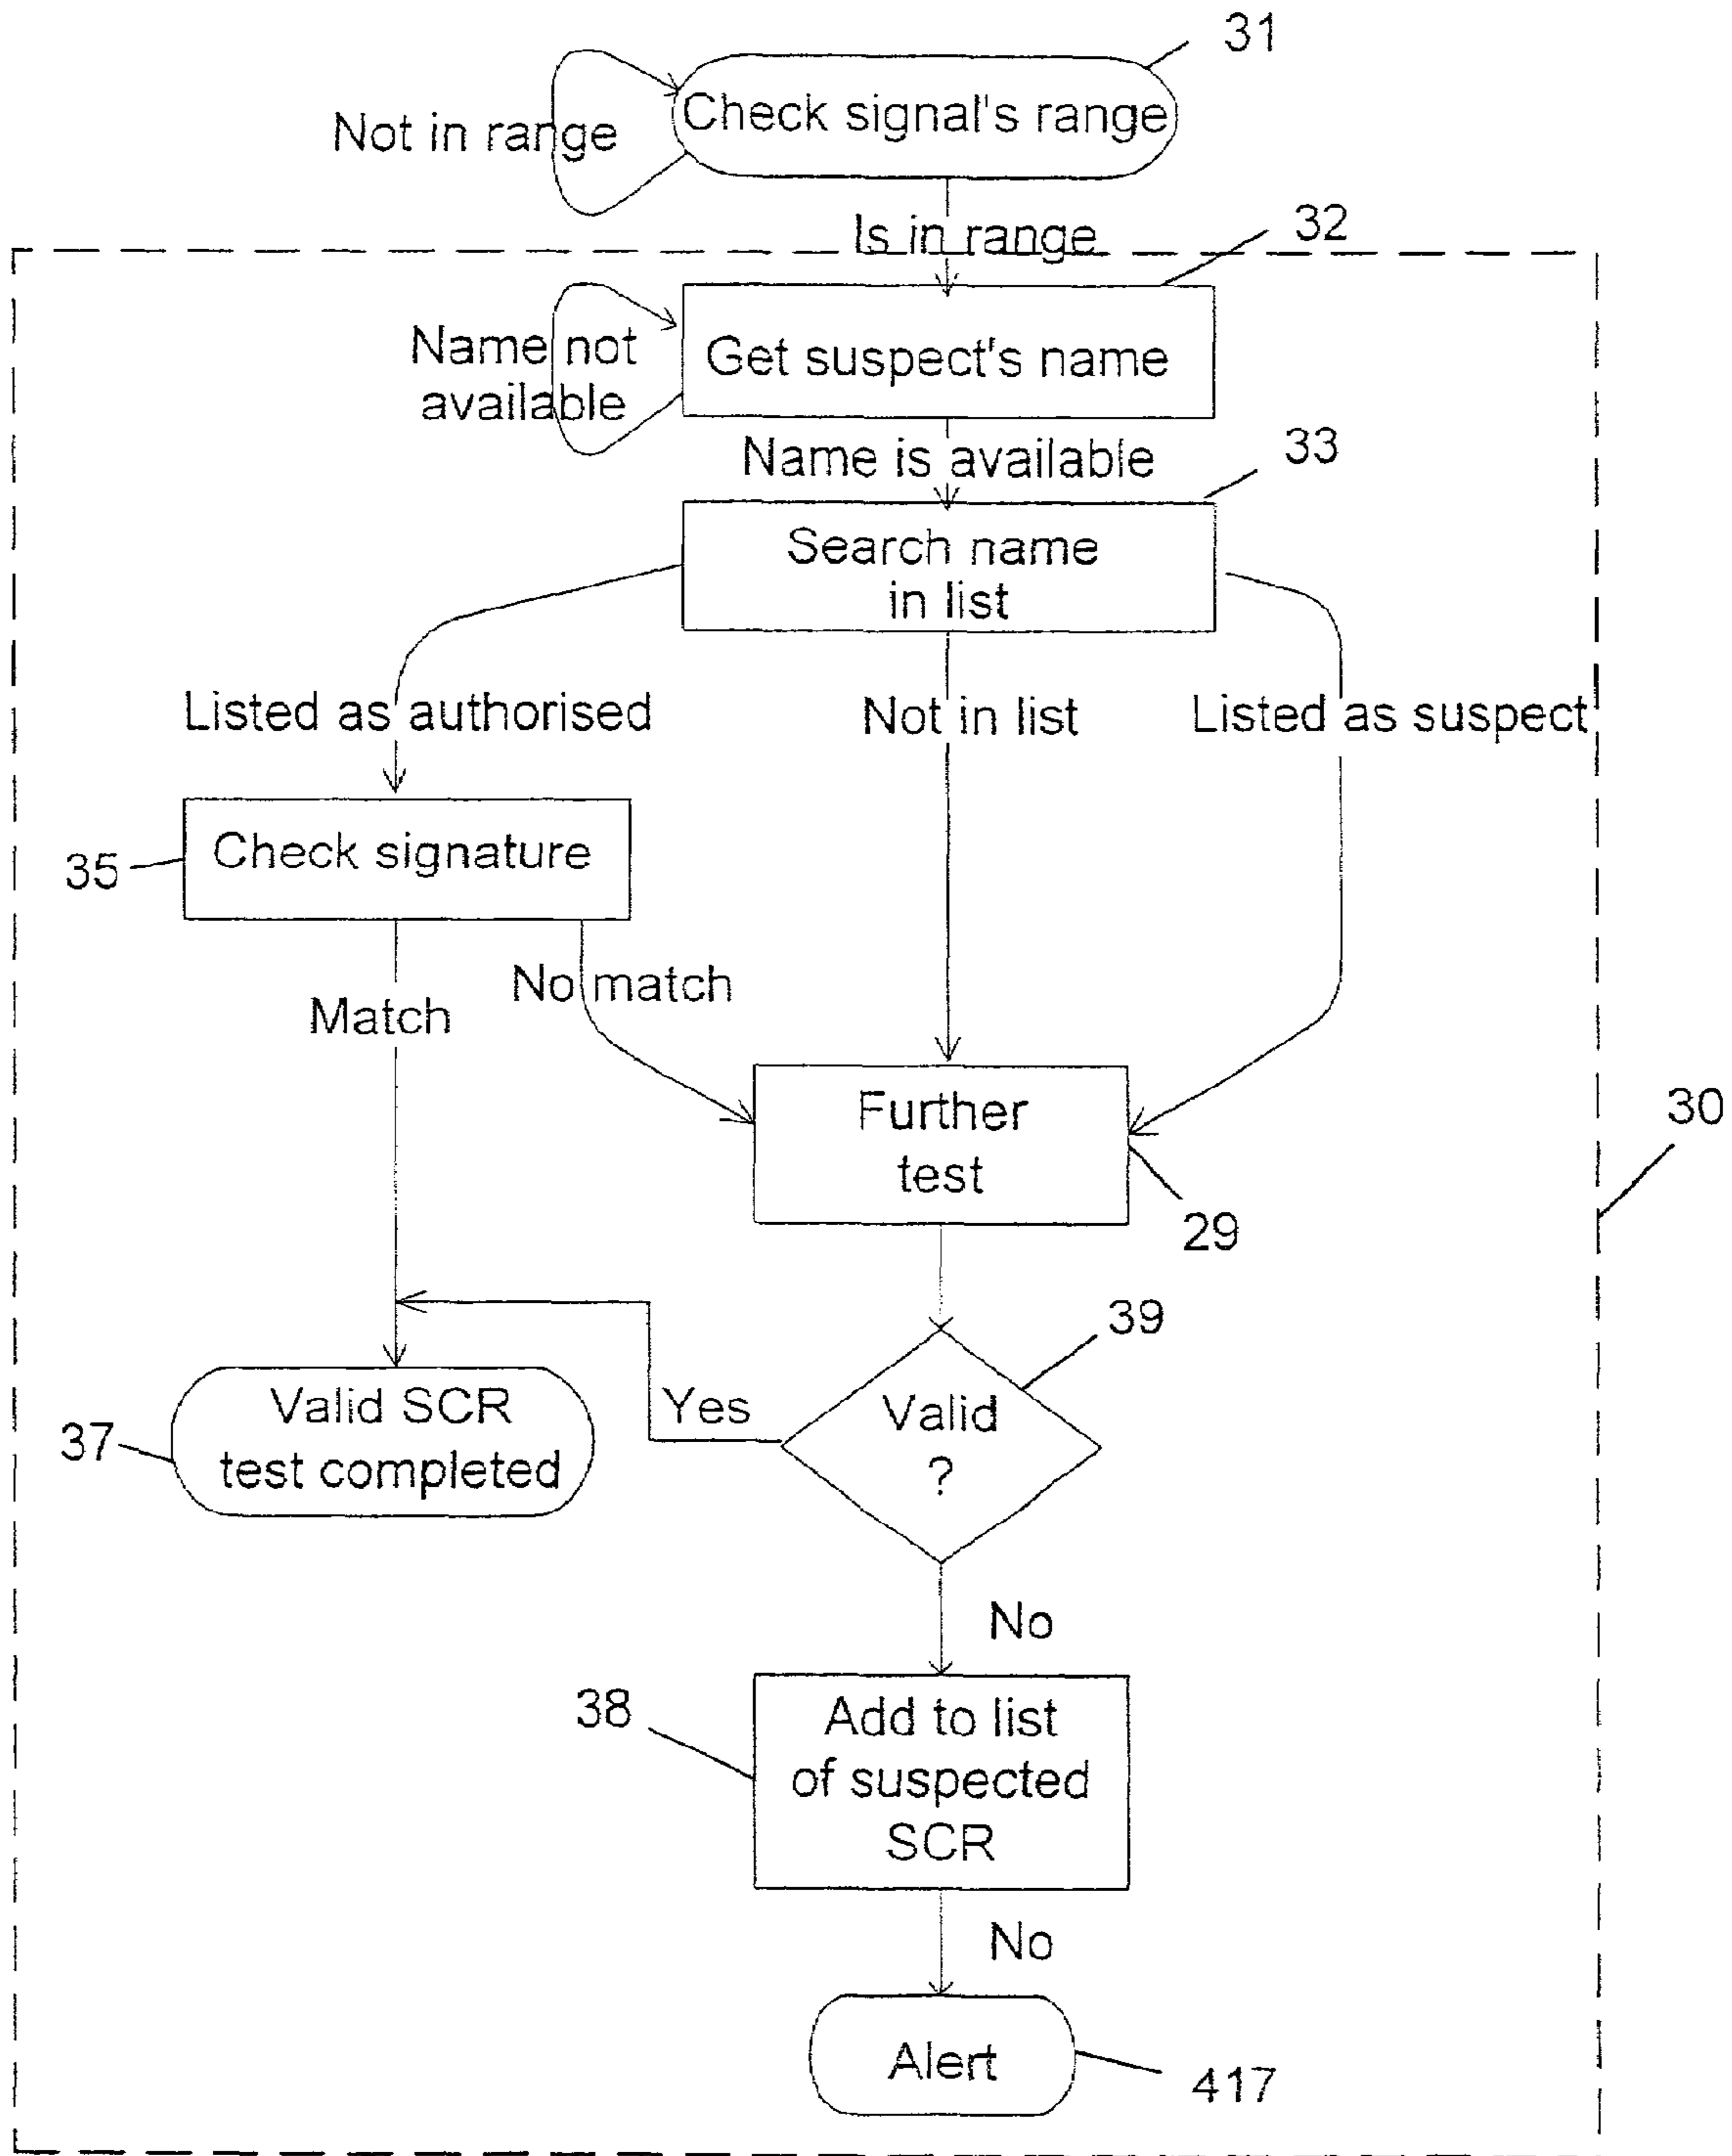 31
Check signal's range
Not in range
Is in range
32
Name not
available
Get suspect's name
Name is available
33
Search name
in list
Listed as authorised
Not in list
Listed as suspect
35
Check signature
No match
Match
Further
test
30
29
39
Valid SCR
test completed
37
Yes
Valid
?
No
38
Add to list
of suspected
SCR
No
Alert
417